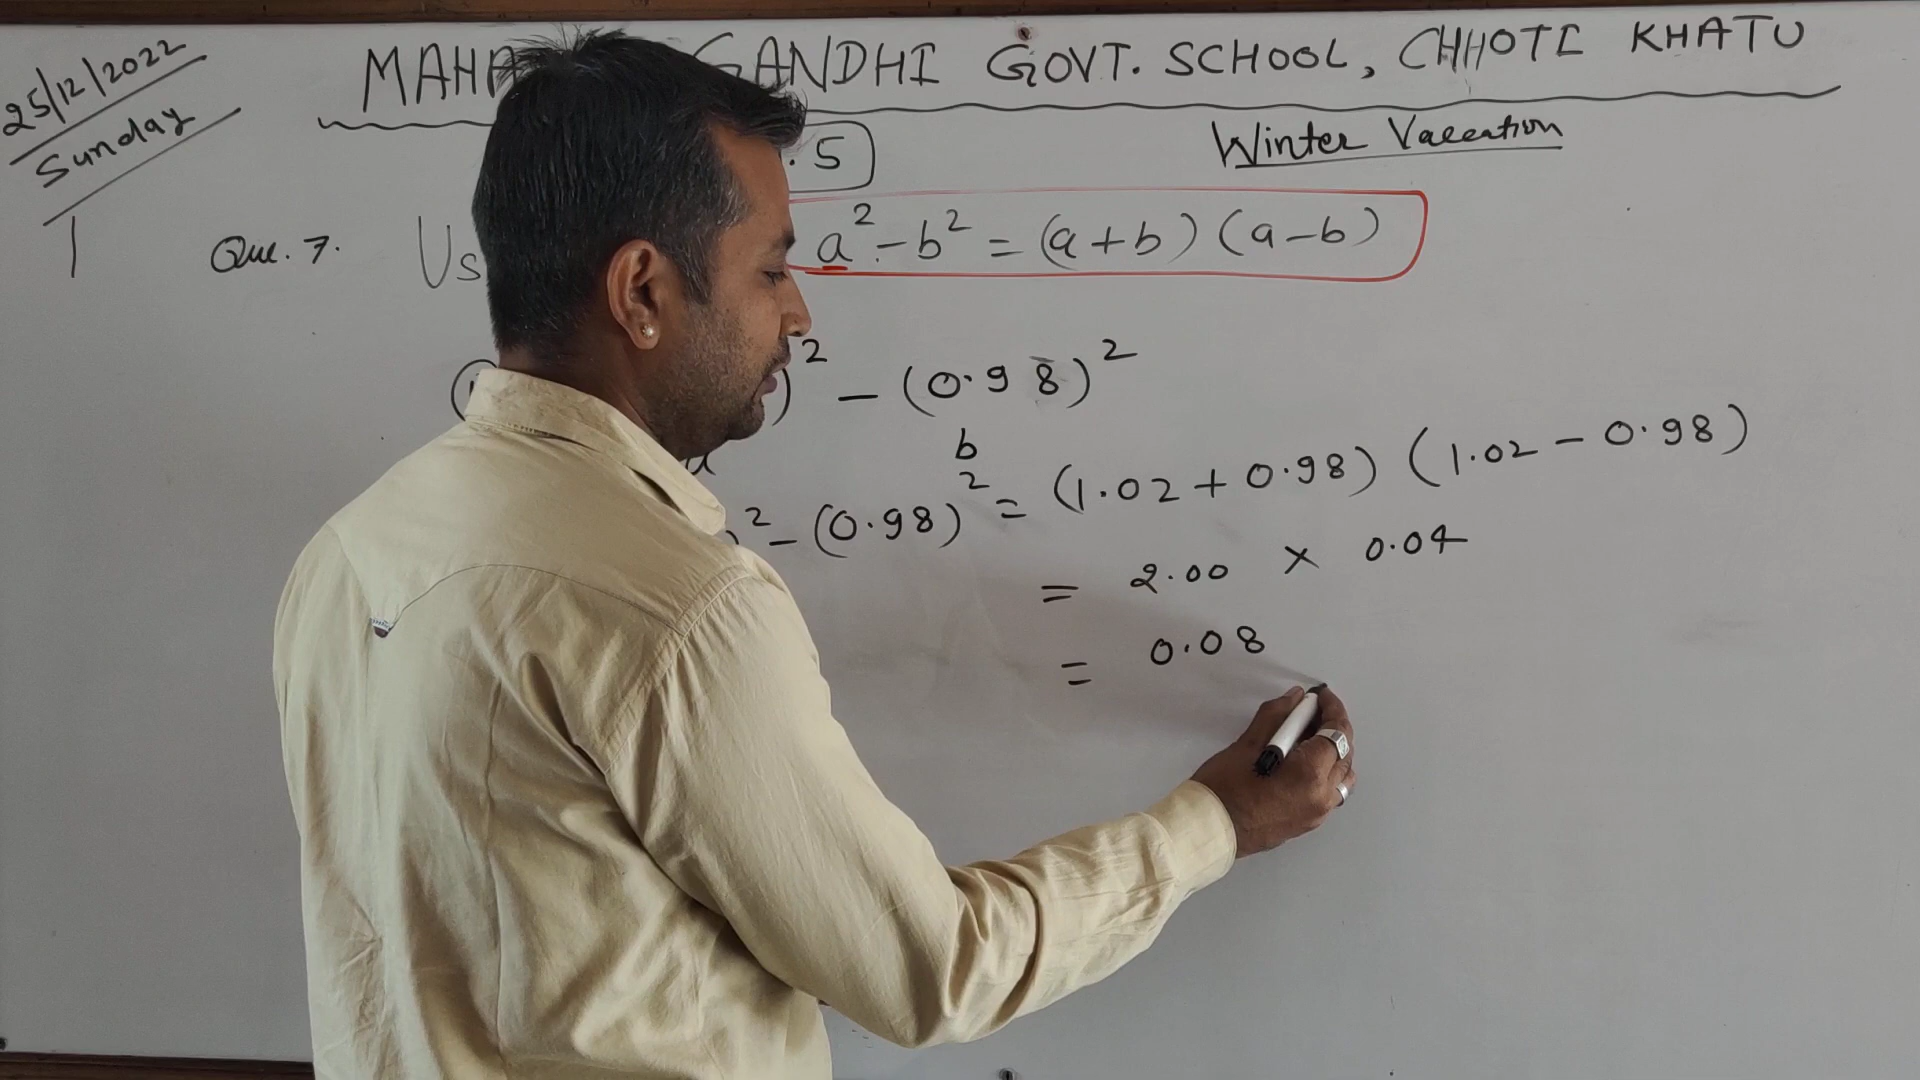 25/12/2022
Sunday
MAHA GANDHI GOVT. SCHOOL, CHHOTI KHATU
. 5
Winter Vacation
Que. 7. Us a² - b² = (a + b) (a - b)
)² - (0.98)²
a b
)² - (0.98)² = (1.02 + 0.98) (1.02 - 0.98)
= 2.00 × 0.04
= 0.08